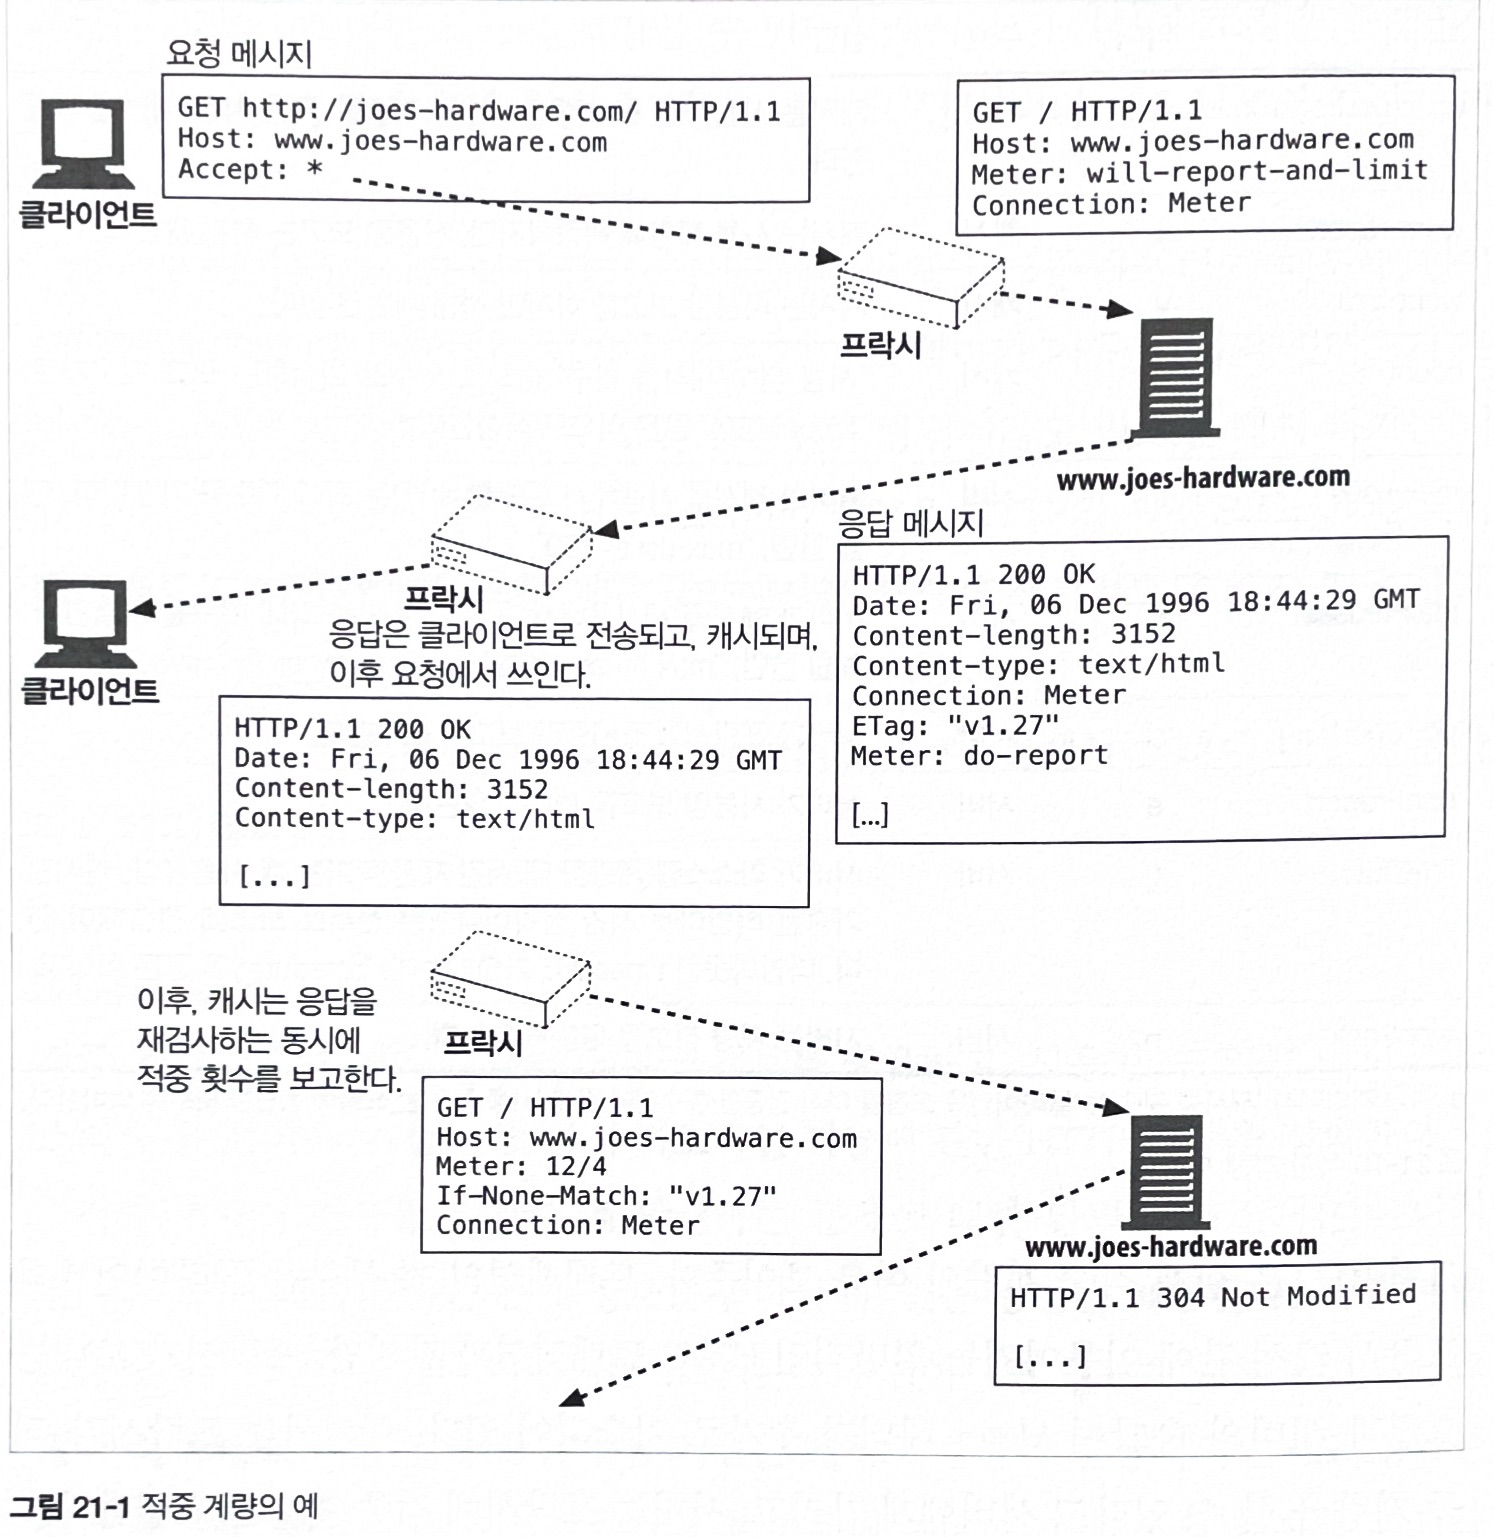 요청 메시지
GET http://joes-hardware.com/ HTTP/1.1
Host: www.joes-hardware.com
Accept: *
클라이언트
GET / HTTP/1.1
Host: www.joes-hardware.com
Meter: will-report-and-limit
Connection: Meter
프락시
www.joes-hardware.com
응답 메시지
HTTP/1.1 200 OK
Date: Fri, 06 Dec 1996 18:44:29 GMT
Content-length: 3152
Content-type: text/html
Connection: Meter
ETag: "v1.27"
Meter: do-report
[...]
프락시
클라이언트
응답은 클라이언트로 전송되고, 캐시되며,
이후 요청에서 쓰인다.
HTTP/1.1 200 OK
Date: Fri, 06 Dec 1996 18:44:29 GMT
Content-length: 3152
Content-type: text/html
[...]
이후, 캐시는 응답을
재검사하는 동시에
적중 횟수를 보고한다.
프락시
GET / HTTP/1.1
Host: www.joes-hardware.com
Meter: 12/4
If-None-Match: "v1.27"
Connection: Meter
www.joes-hardware.com
HTTP/1.1 304 Not Modified
[...]
그림 21-1 적중 계량의 예